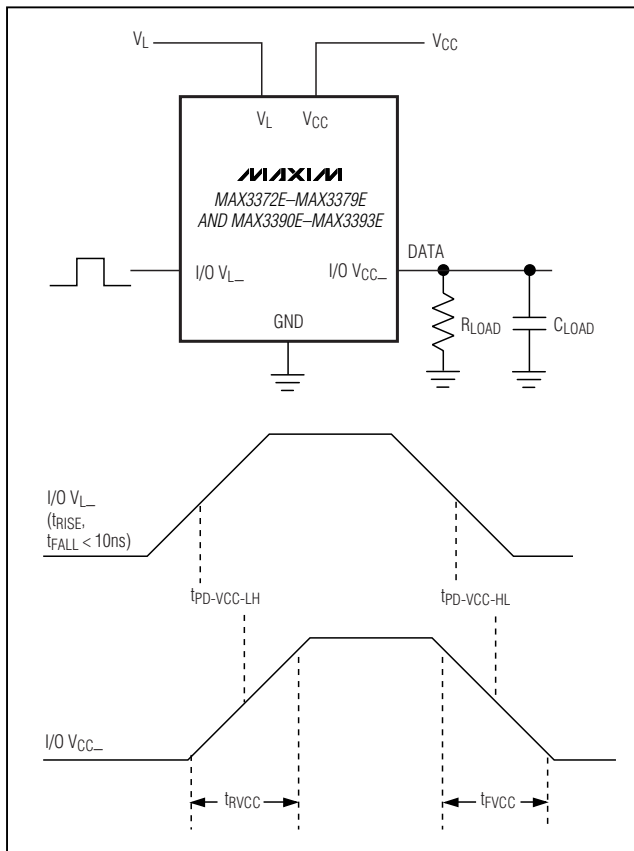 VL VCC
VL VCC
MAXIM
MAX3372E–MAX3379E
AND MAX3390E–MAX3393E
DATA
I/O VL_ I/O VCC_
RLOAD CLOAD
GND
I/O VL_
(tRISE,
tFALL < 10ns)
tPD-VCC-LH tPD-VCC-HL
I/O VCC_
tRVCC tFVCC